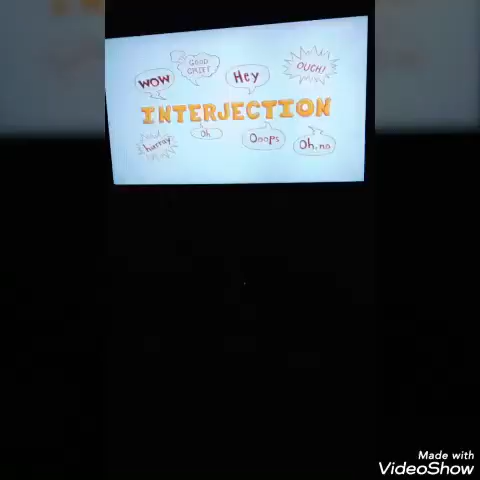 GOOD
GRIEF!
WOW
Hey
OUCH!
INTERJECTION
hurray
Oh
Ooops
Oh, no
Made with
VideoShow